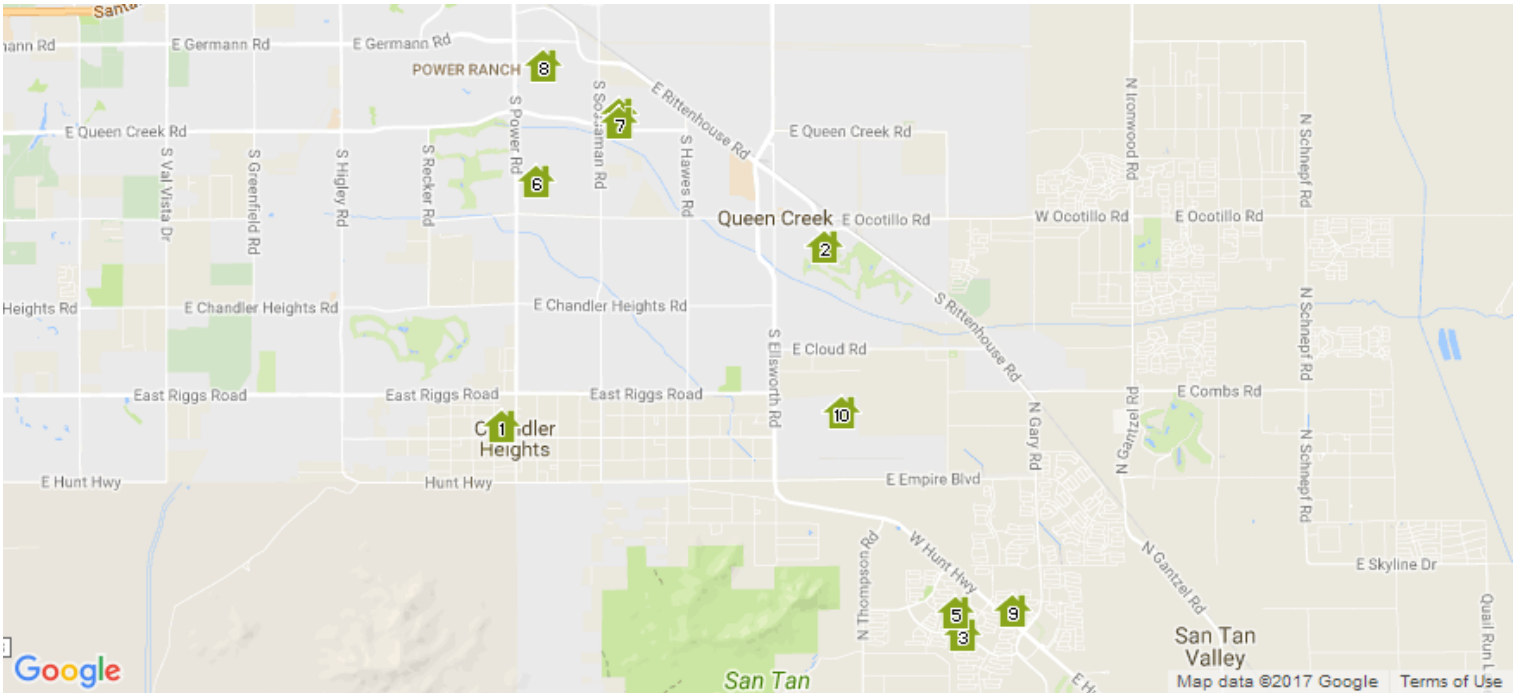 Santa
mann Rd
E Germann Rd
E Germann Rd
POWER RANCH
8
7
E Rittenhouse Rd
N Ironwood Rd
N Schnepf Rd
E Queen Creek Rd
S Power Rd
E Queen Creek Rd
S Val Vista Dr
S Greenfield Rd
S Higley Rd
S Recker Rd
S Hawes Rd
6
Queen Creek
E Ocotillo Rd
W Ocotillo Rd
E Ocotillo Rd
2
Heights Rd
E Chandler Heights Rd
E Chandler Heights Rd
S Rittenhouse Rd
N Schnepf Rd
S Ellsworth Rd
E Cloud Rd
East Riggs Road
East Riggs Road
East Riggs Road
E Combs Rd
N Gantzel Rd
10
1
Heights
N Gary Rd
N Gantzel Rd
N Schnepf Rd
E Hunt Hwy
Hunt Hwy
E Empire Blvd
N Thompson Rd
W Hunt Hwy
N Gantzel Rd
E Skyline Dr
5
9
3
Quail Run L
San Tan
Valley
San Tan
Google
Map data ©2017 Google
Terms of Use